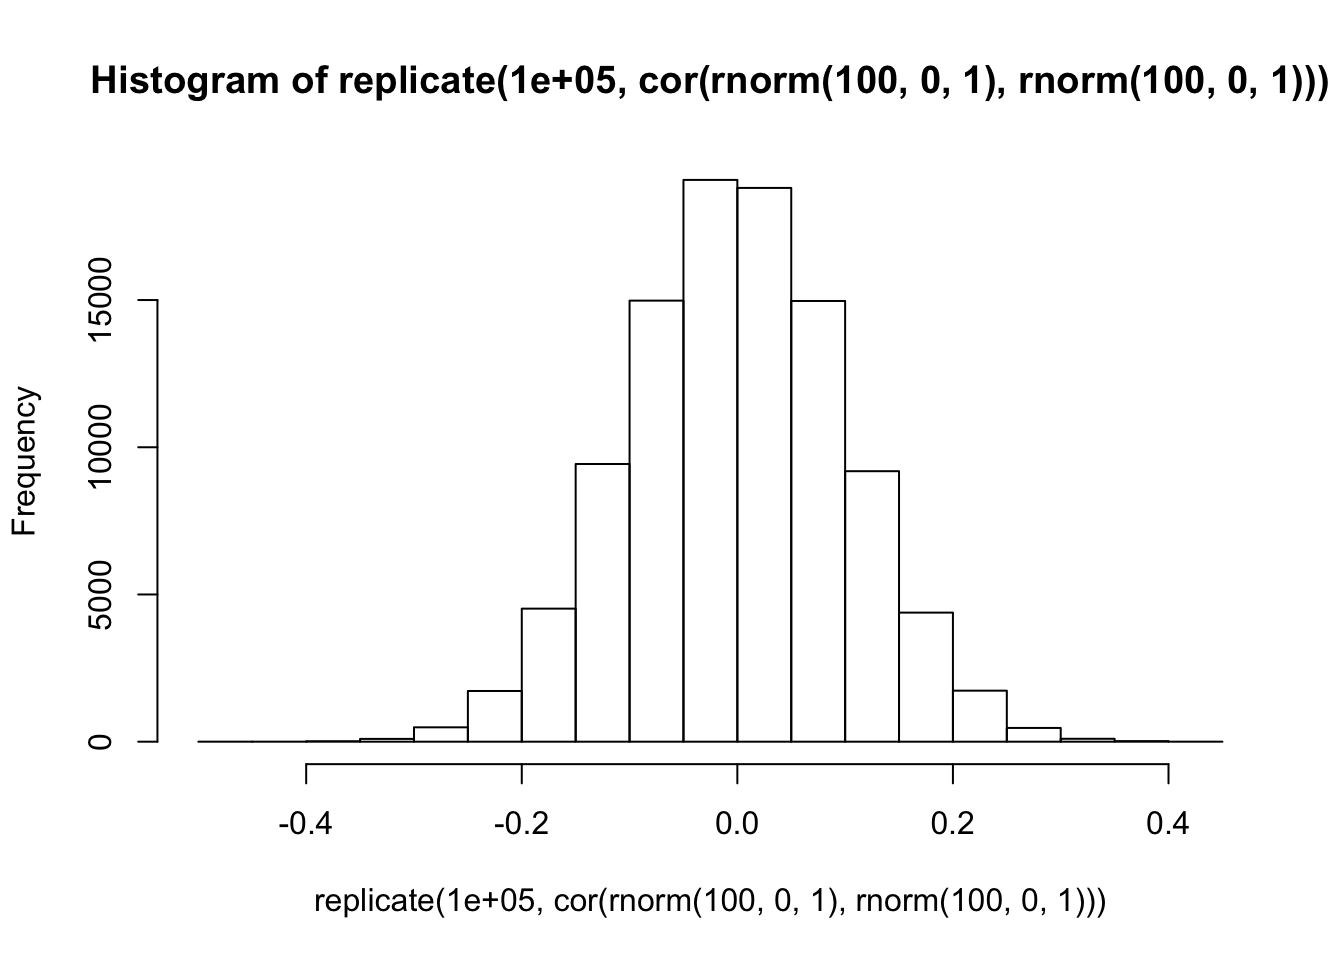 Histogram of replicate(1e+05, cor(rnorm(100, 0, 1), rnorm(100, 0, 1)))
15000
10000
5000
0
Frequency
-0.4 -0.2 0.0 0.2 0.4
replicate(1e+05, cor(rnorm(100, 0, 1), rnorm(100, 0, 1)))